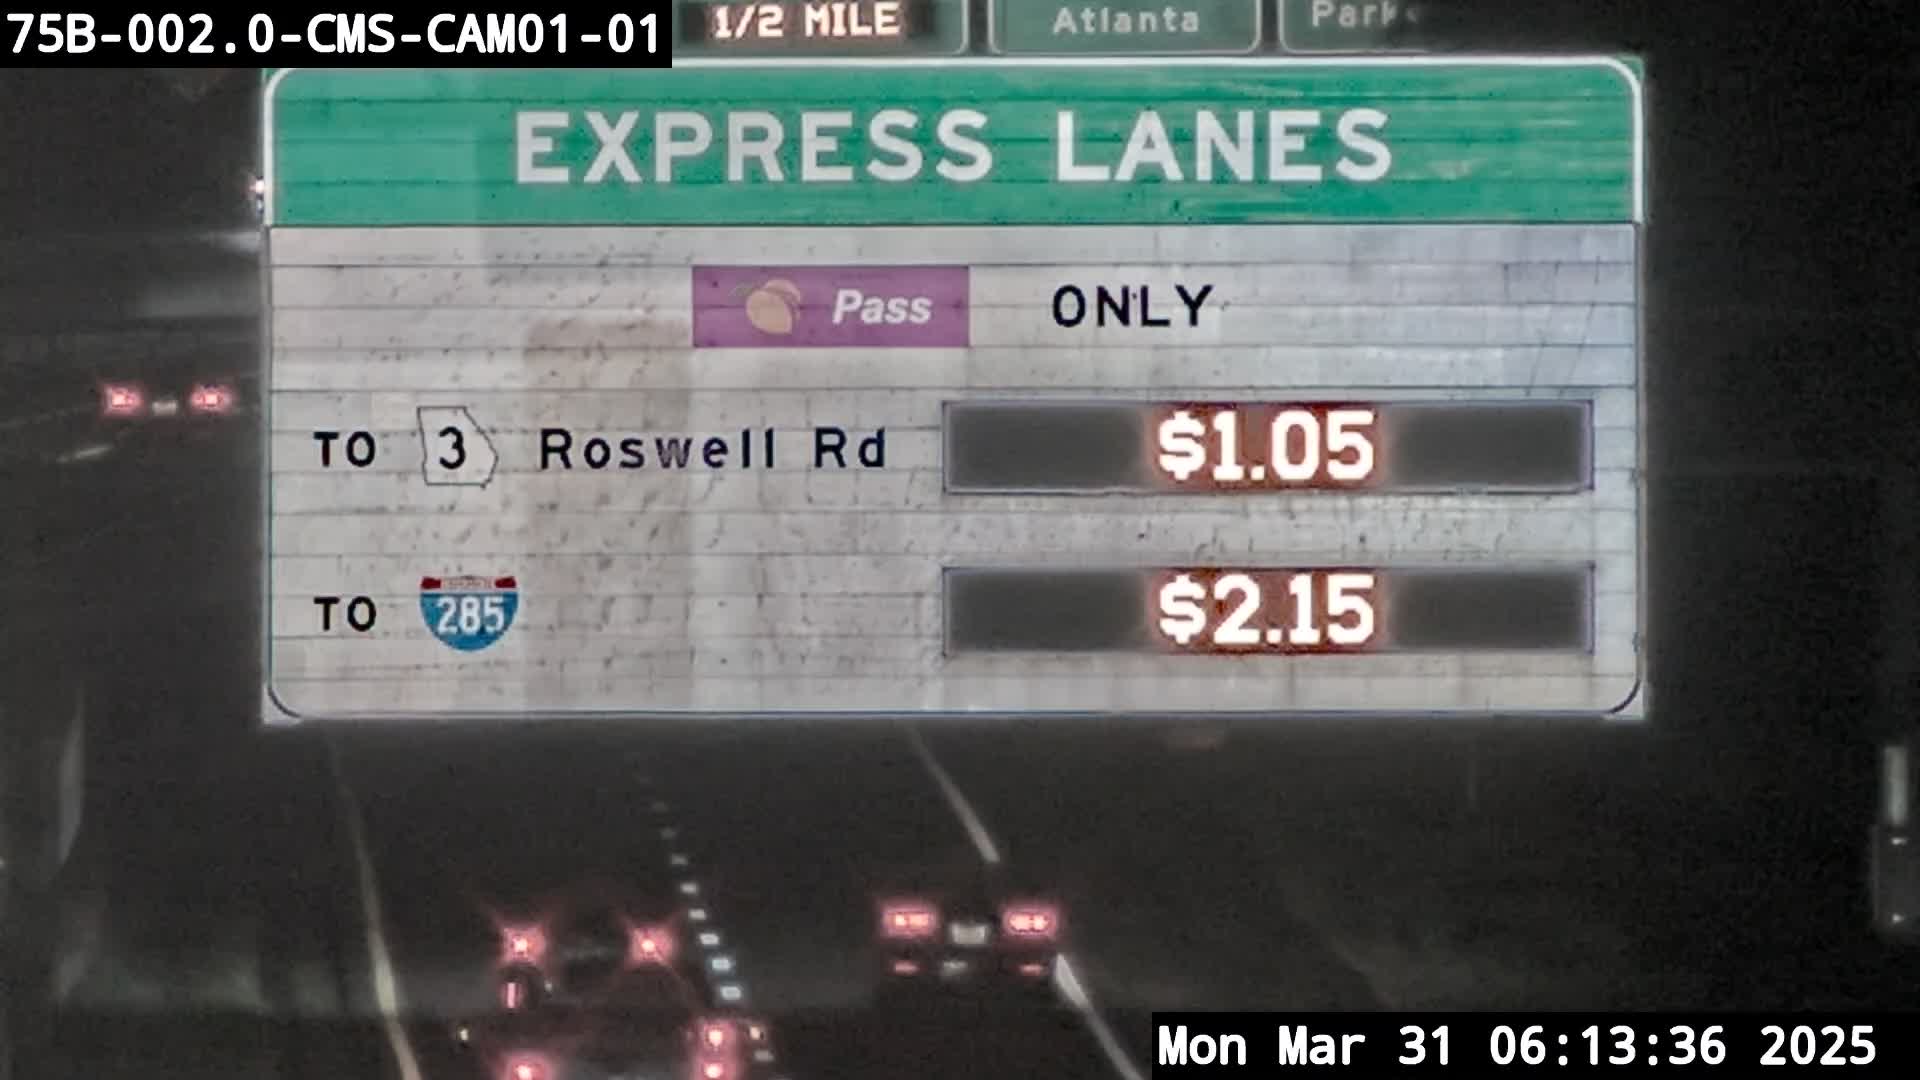 75B-002.0-CMS-CAM01-01
1/2 MILE
Atlanta
EXPRESS LANES
Pass ONLY
TO 3 Roswell Rd $1.05
TO 285 $2.15
Mon Mar 31 06:13:36 2025